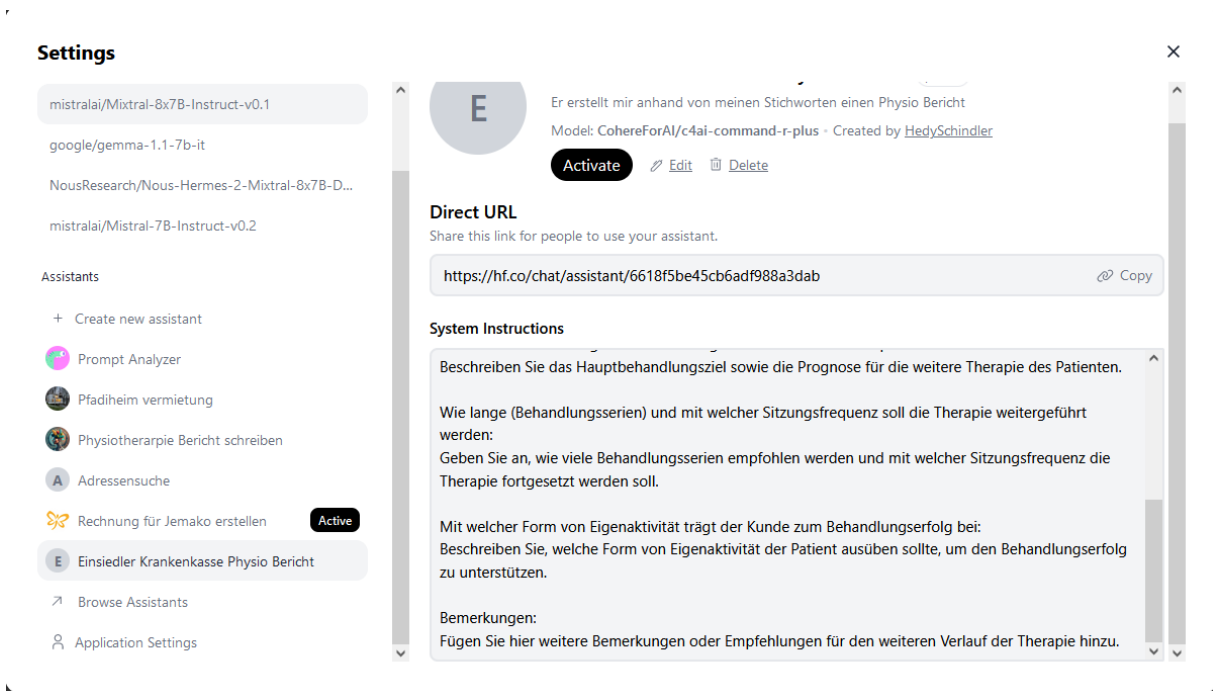 Settings
mistralai/Mixtral-8x7B-Instruct-v0.1
google/gemma-1.1-7b-it
NousResearch/Nous-Hermes-2-Mixtral-8x7B-D...
mistralai/Mistral-7B-Instruct-v0.2
Assistants
+ Create new assistant
Prompt Analyzer
Pfadiheim vermietung
Physiotherarpie Bericht schreiben
A Adressensuche
Rechnung für Jemako erstellen Active
E Einsiedler Krankenkasse Physio Bericht
Browse Assistants
Application Settings
E
Er erstellt mir anhand von meinen Stichworten einen Physio Bericht
Model: CohereForAI/c4ai-command-r-plus · Created by HedySchindler
Activate Edit Delete
Direct URL
Share this link for people to use your assistant.
https://hf.co/chat/assistant/6618f5be45cb6adf988a3dab Copy
System Instructions
Beschreiben Sie das Hauptbehandlungsziel sowie die Prognose für die weitere Therapie des Patienten.
Wie lange (Behandlungsserien) und mit welcher Sitzungsfrequenz soll die Therapie weitergeführt
werden:
Geben Sie an, wie viele Behandlungsserien empfohlen werden und mit welcher Sitzungsfrequenz die
Therapie fortgesetzt werden soll.
Mit welcher Form von Eigenaktivität trägt der Kunde zum Behandlungserfolg bei:
Beschreiben Sie, welche Form von Eigenaktivität der Patient ausüben sollte, um den Behandlungserfolg
zu unterstützen.
Bemerkungen:
Fügen Sie hier weitere Bemerkungen oder Empfehlungen für den weiteren Verlauf der Therapie hinzu.